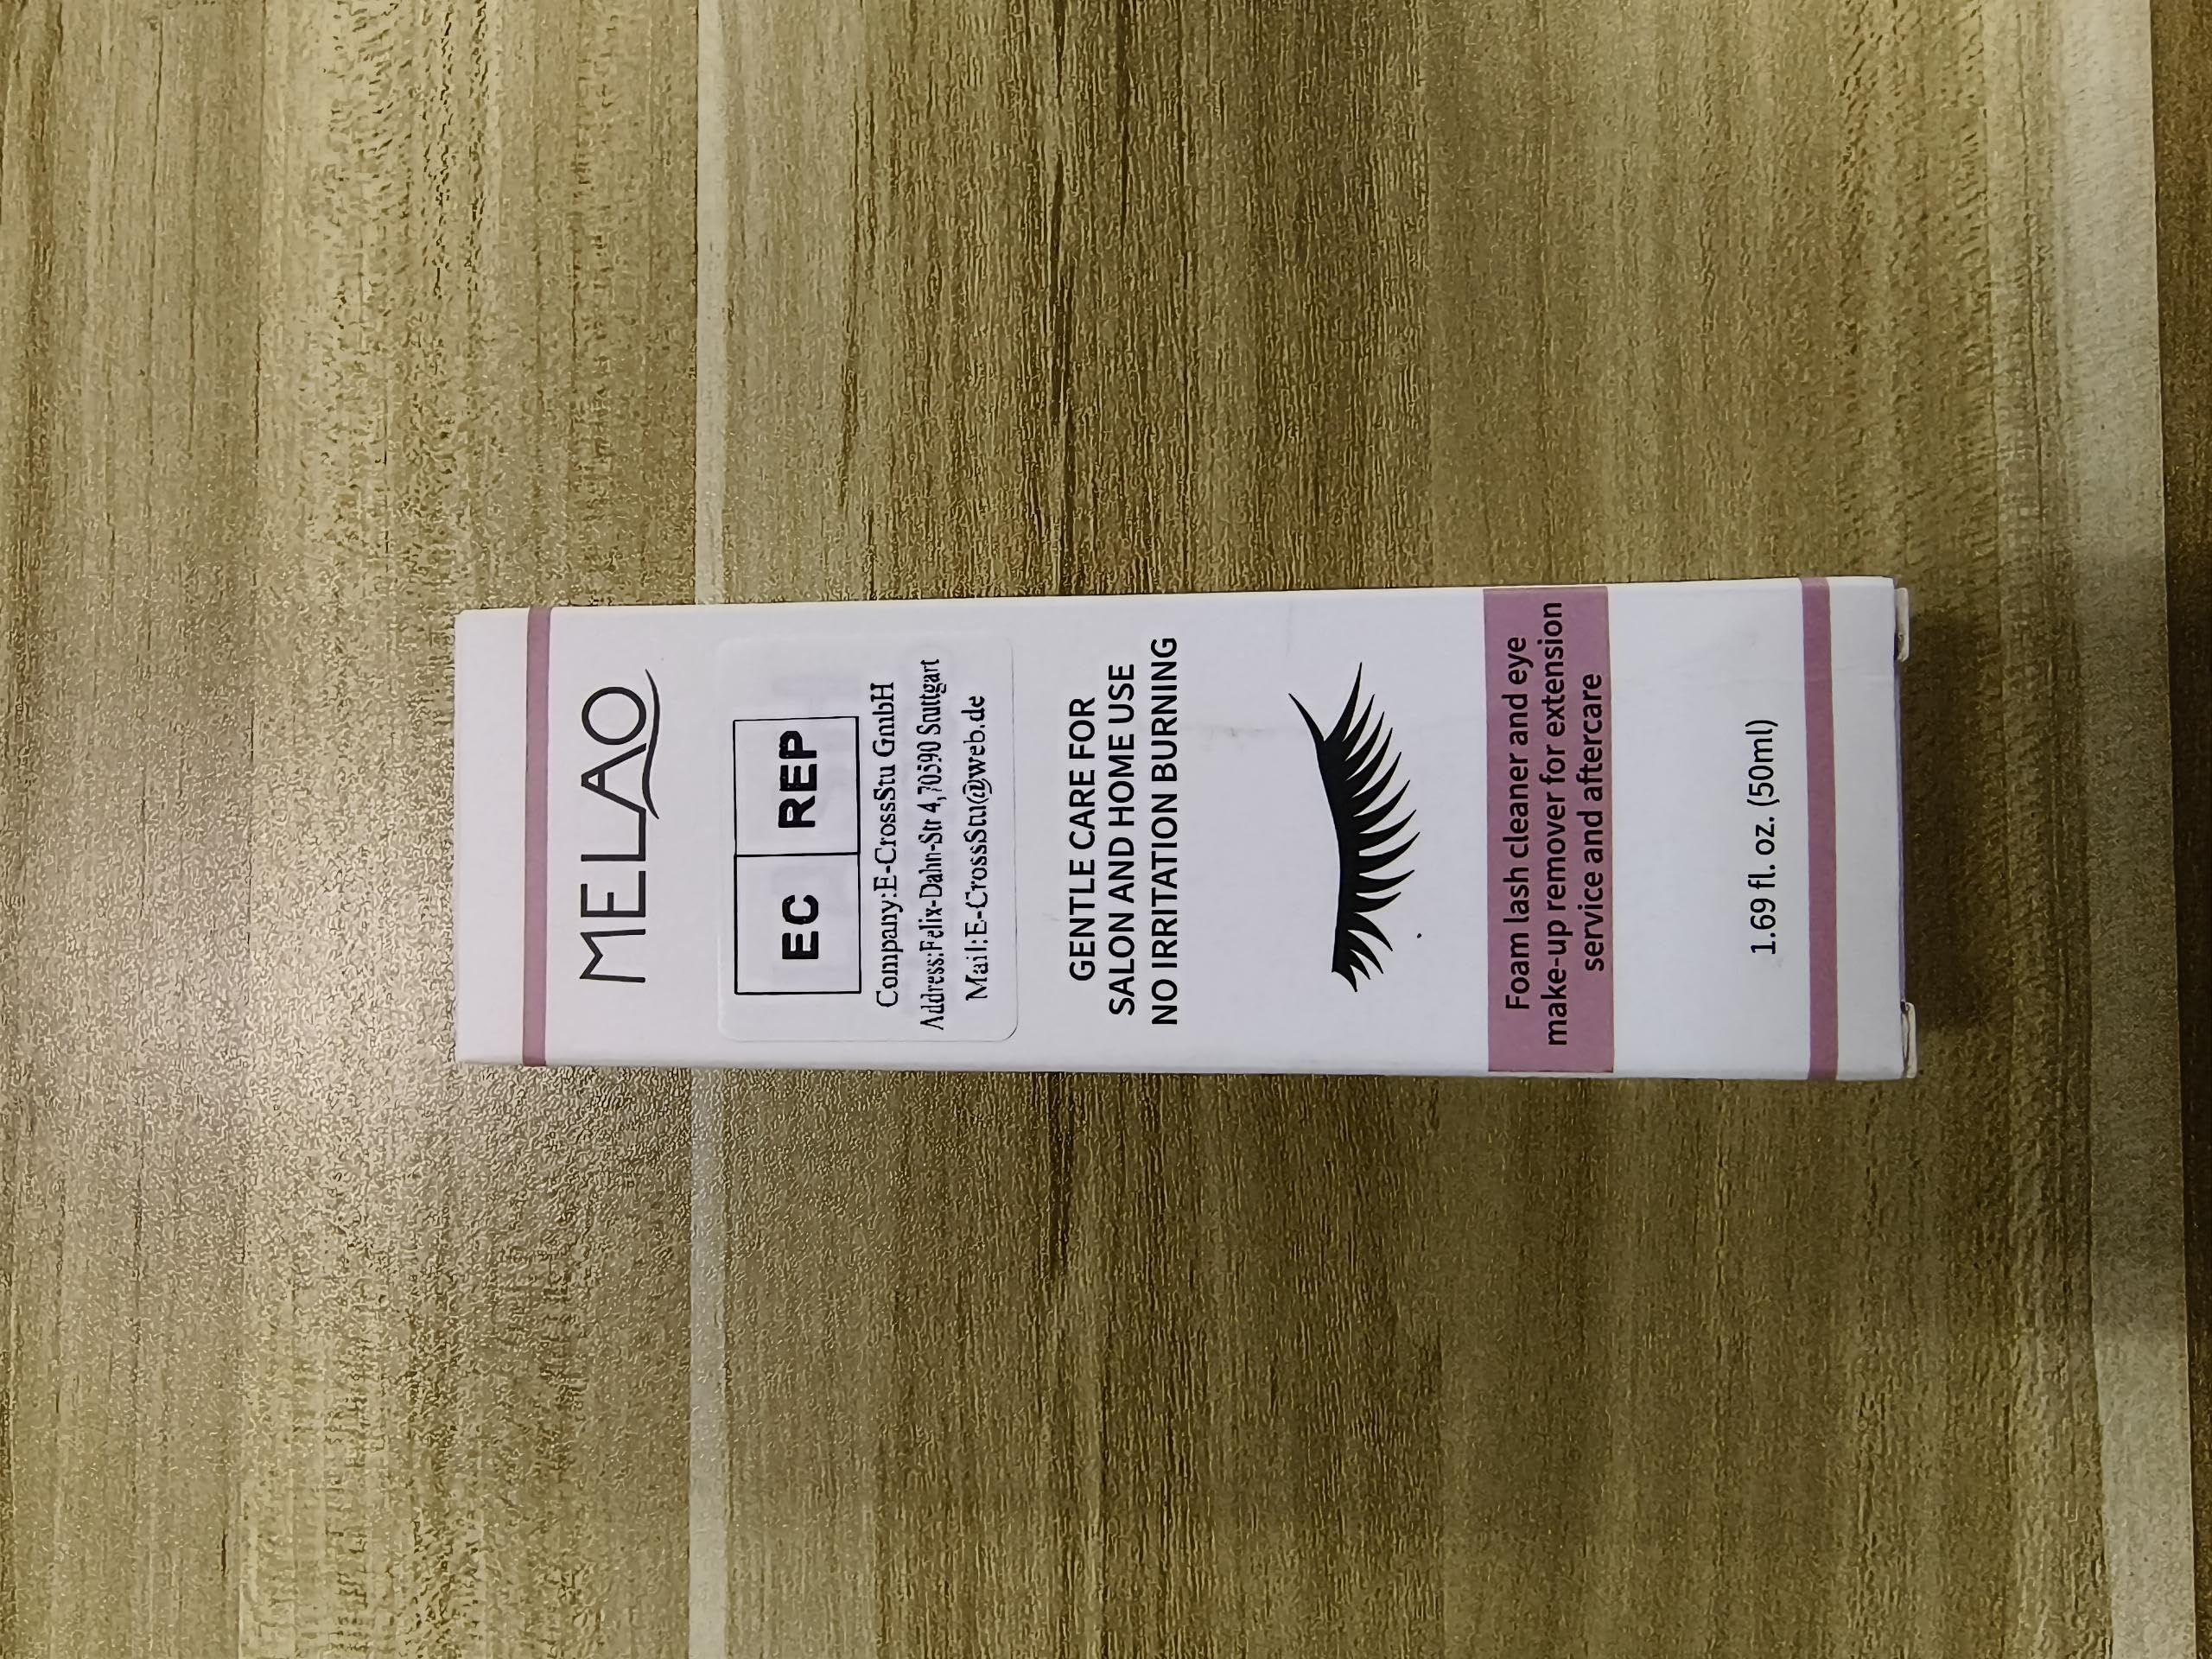 MELAO
EC REP
Company:E-CrossStu GmbH
Address:Felix-Dahn-Str 4,70590 Stuttgart
Mail:E-CrossStu@web.de
GENTLE CARE FOR
SALON AND HOME USE
NO IRRITATION BURNING
Foam lash cleaner and eye
make-up remover for extension
service and aftercare
1.69 fl. oz. (50ml)